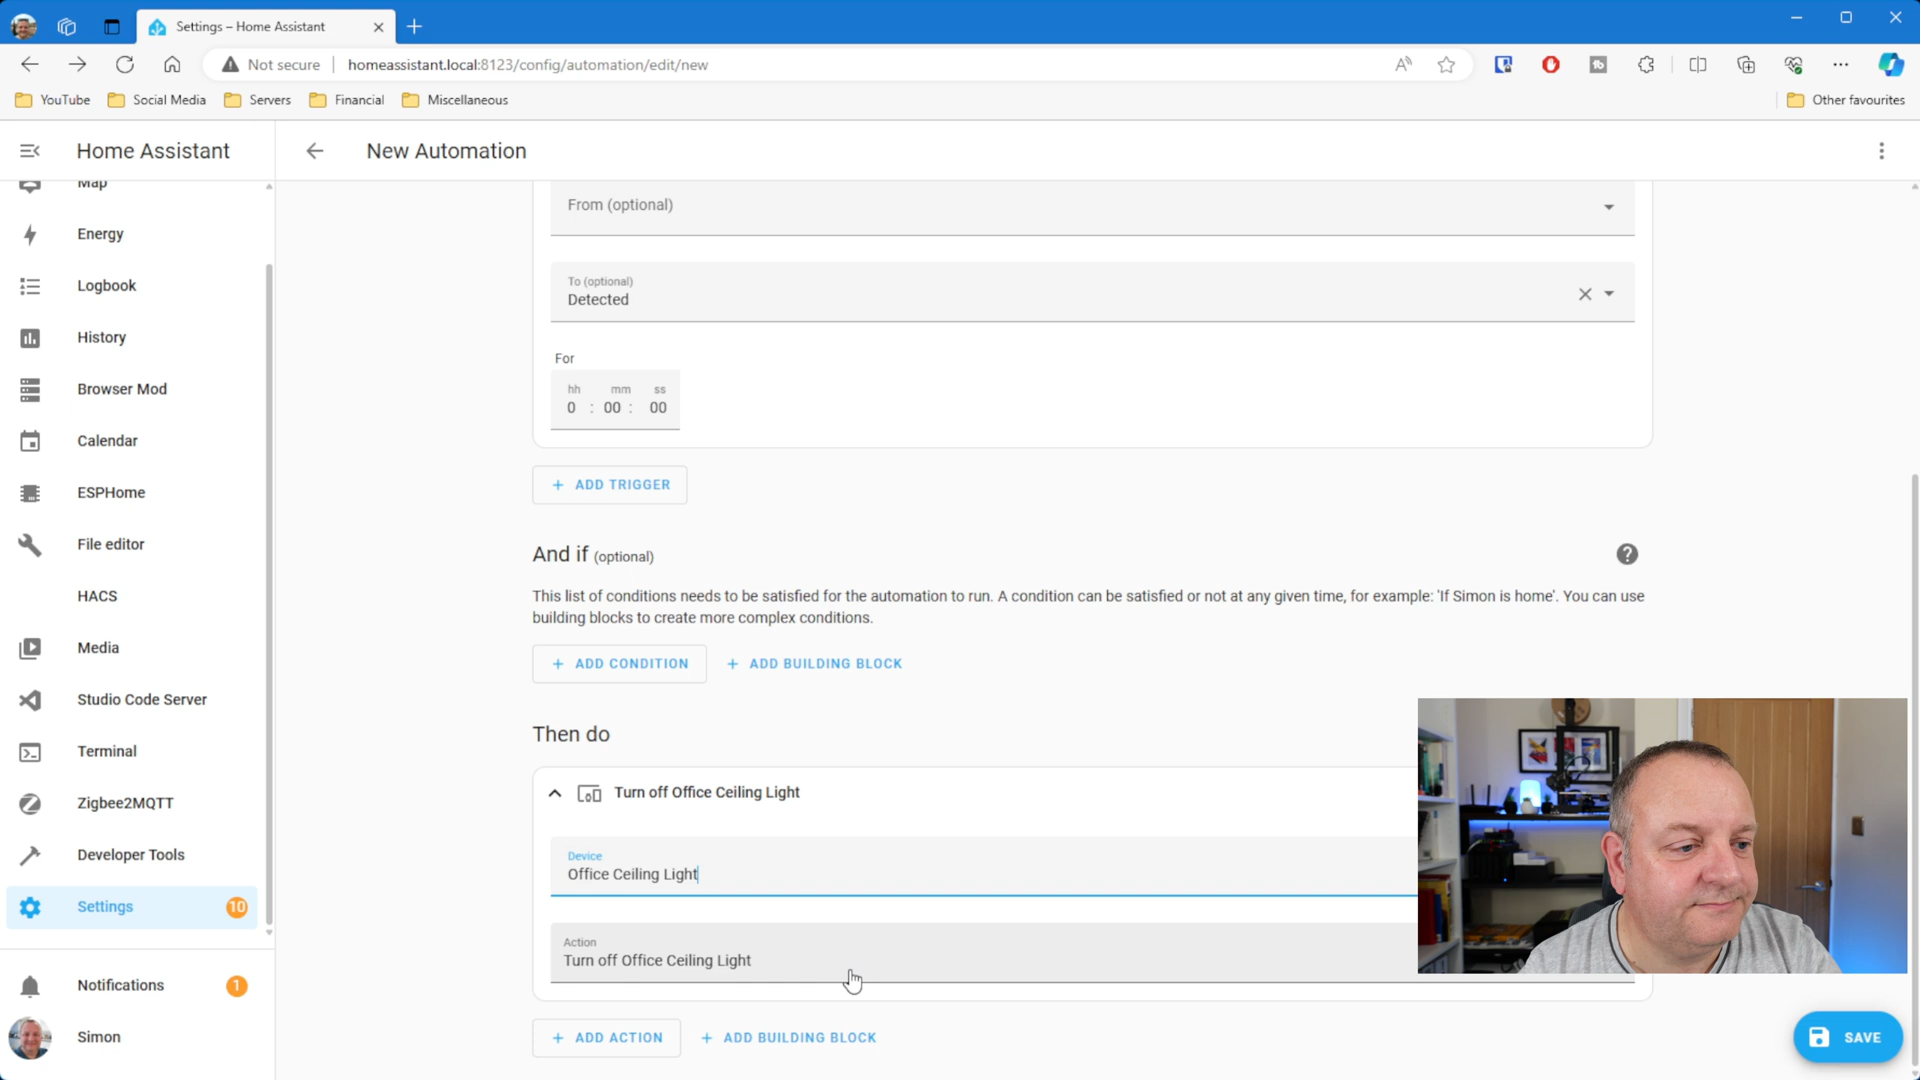 Settings – Home Assistant
Not secure
homeassistant.local:8123/config/automation/edit/new
YouTube
Social Media
Servers
Financial
Miscellaneous
Other favourites
Home Assistant
New Automation
Map
Energy
Logbook
History
Browser Mod
Calendar
ESPHome
File editor
HACS
Media
Studio Code Server
Terminal
Zigbee2MQTT
Developer Tools
Settings
10
Notifications
1
Simon
From (optional)
To (optional)
Detected
For
hh mm ss
0 : 00 : 00
+ ADD TRIGGER
And if (optional)
This list of conditions needs to be satisfied for the automation to run. A condition can be satisfied or not at any given time, for example: 'If Simon is home'. You can use
building blocks to create more complex conditions.
+ ADD CONDITION
+ ADD BUILDING BLOCK
Then do
Turn off Office Ceiling Light
Device
Office Ceiling Light
Action
Turn off Office Ceiling Light
+ ADD ACTION
+ ADD BUILDING BLOCK
SAVE